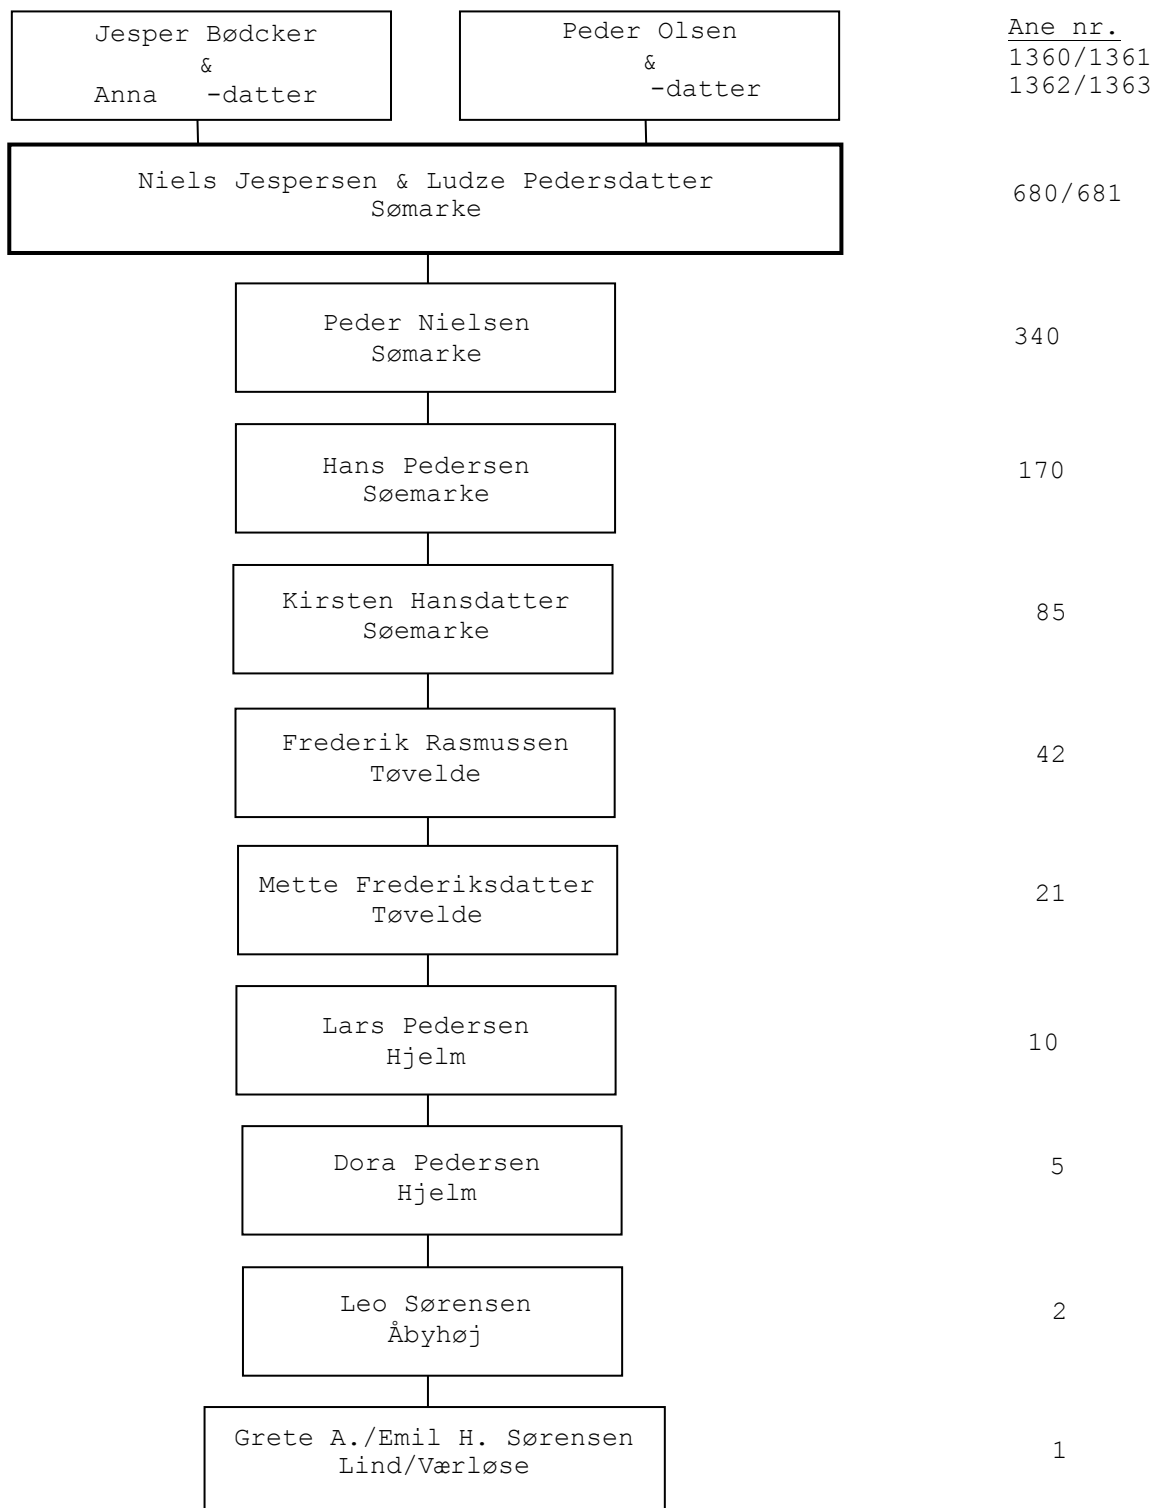 Jesper Bødcker
&
Anna -datter
Peder Olsen
&
-datter
Ane nr.
1360/1361
1362/1363
Niels Jespersen & Ludze Pedersdatter
Sømarke
680/681
Peder Nielsen
Sømarke
340
Hans Pedersen
Søemarke
170
Kirsten Hansdatter
Søemarke
85
Frederik Rasmussen
Tøvelde
42
Mette Frederiksdatter
Tøvelde
21
Lars Pedersen
Hjelm
10
Dora Pedersen
Hjelm
5
Leo Sørensen
Åbyhøj
2
Grete A./Emil H. Sørensen
Lind/Værløse
1